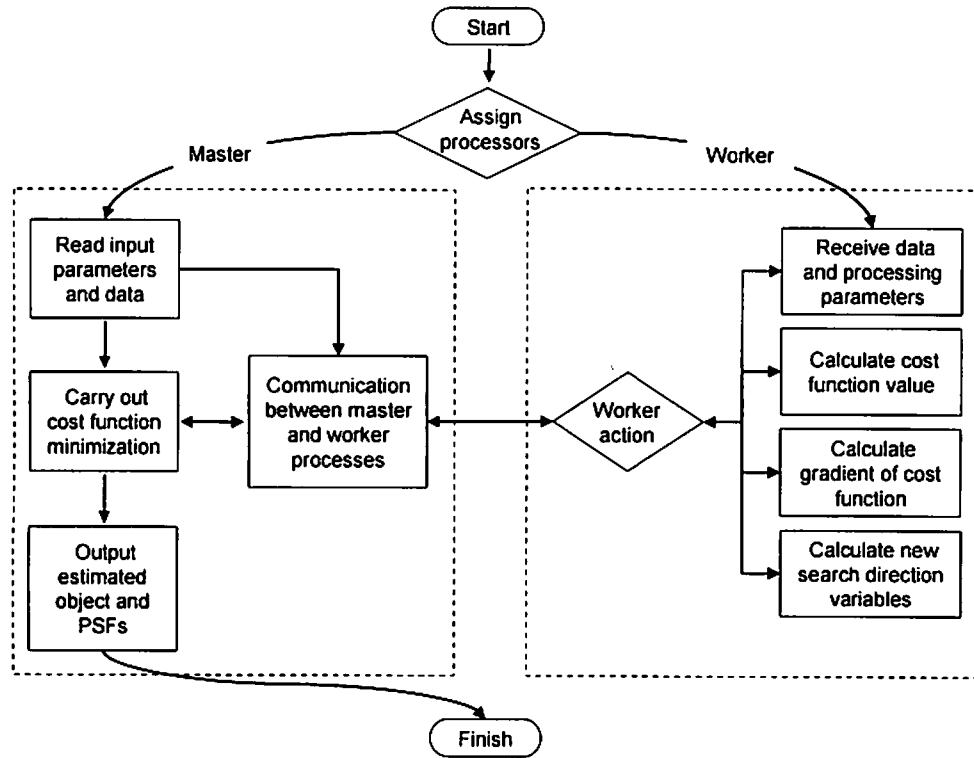 Start
Assign
processors
Master
Worker
Read input
parameters
and data
Carry out
cost function
minimization
Output
estimated
object and
PSFs
Communication
between master
and worker
processes
Worker
action
Receive data
and processing
parameters
Calculate cost
function value
Calculate
gradient of cost
function
Calculate new
search direction
variables
Finish